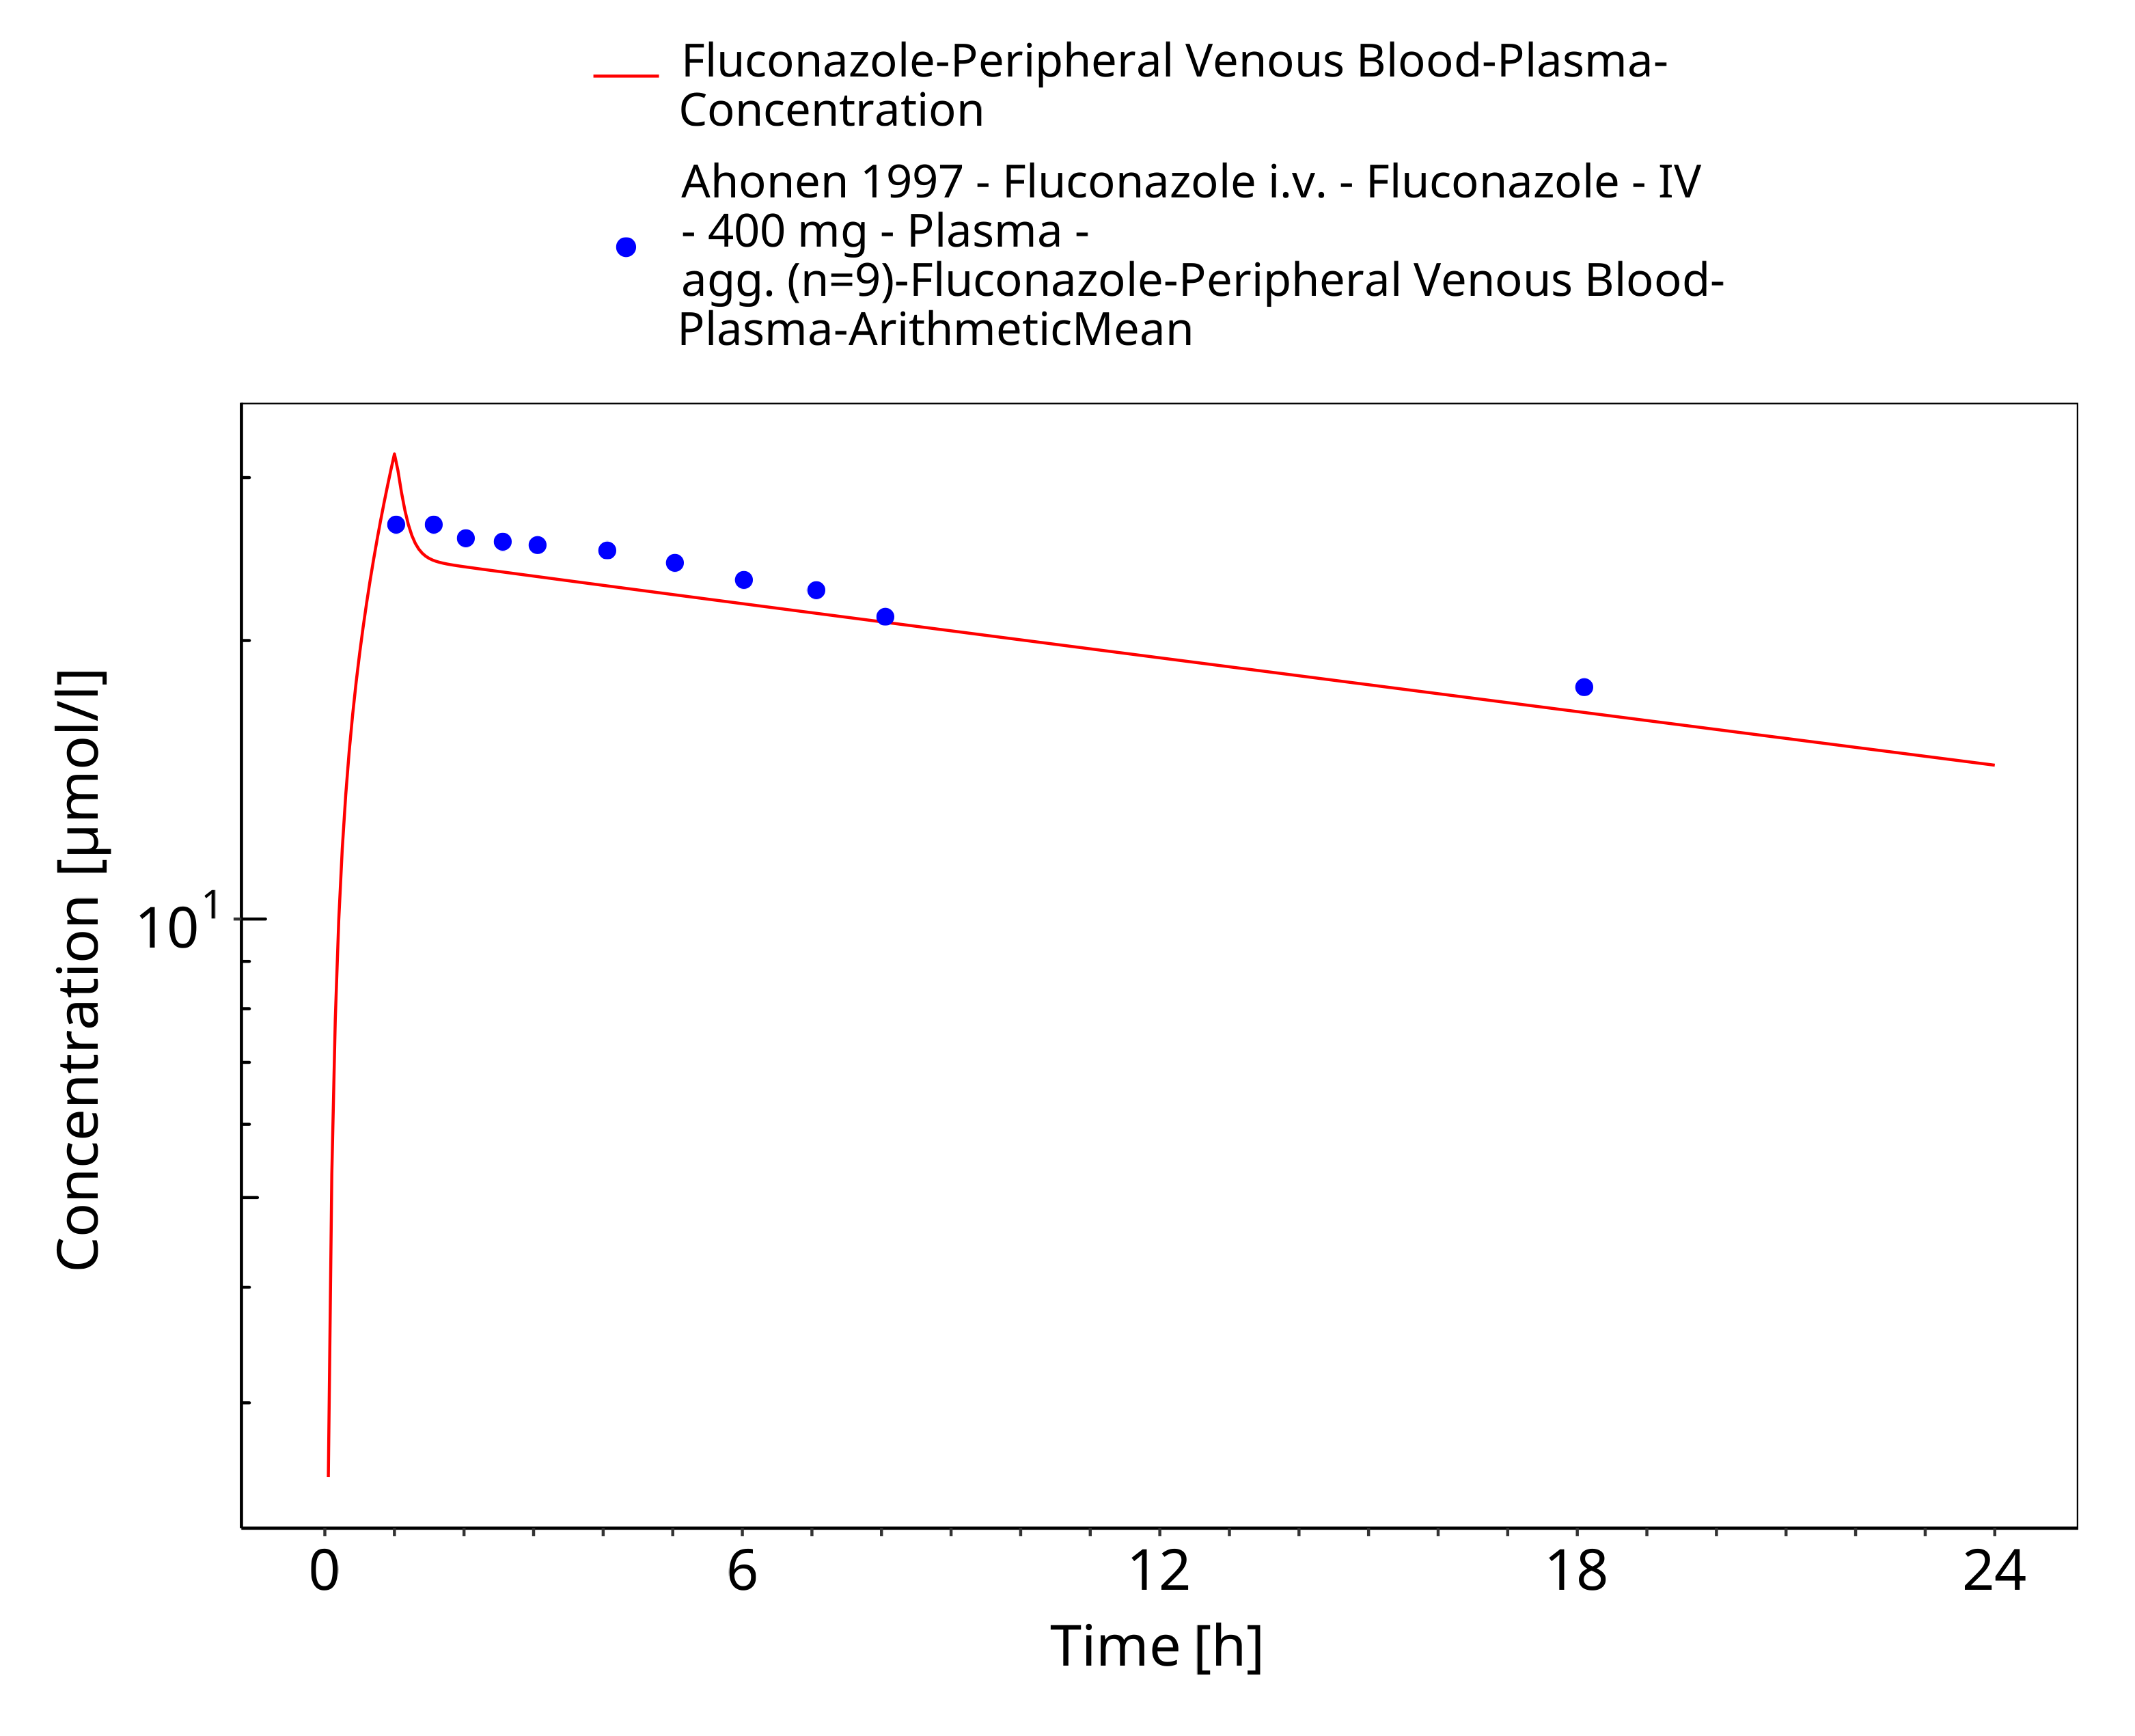 Fluconazole-Peripheral Venous Blood-Plasma-
Concentration
Ahonen 1997 - Fluconazole i.v. - Fluconazole - IV
- 400 mg - Plasma -
agg. (n=9)-Fluconazole-Peripheral Venous Blood-
Plasma-ArithmeticMean
Concentration [µmol/l]
10¹
0 6 12 18 24
Time [h]